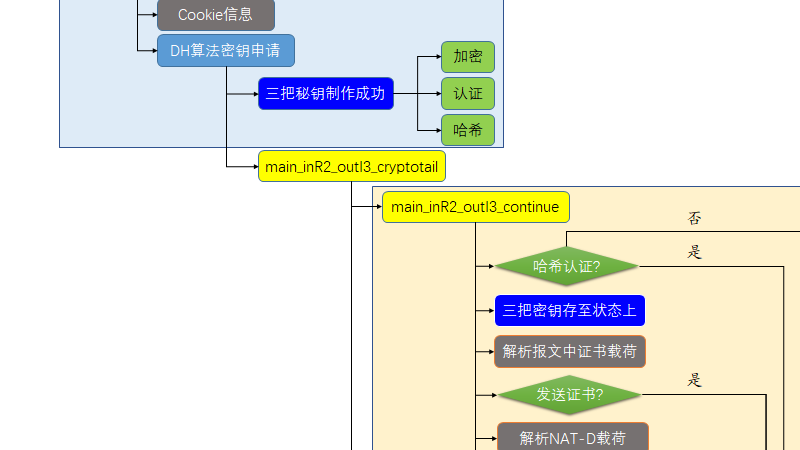 Cookie信息
DH算法密钥申请
加密
三把秘钥制作成功
认证
哈希
main_inR2_outI3_cryptotail
main_inR2_outI3_continue
否
是
哈希认证?
三把密钥存至状态上
解析报文中证书载荷
是
发送证书?
解析NAT-D载荷